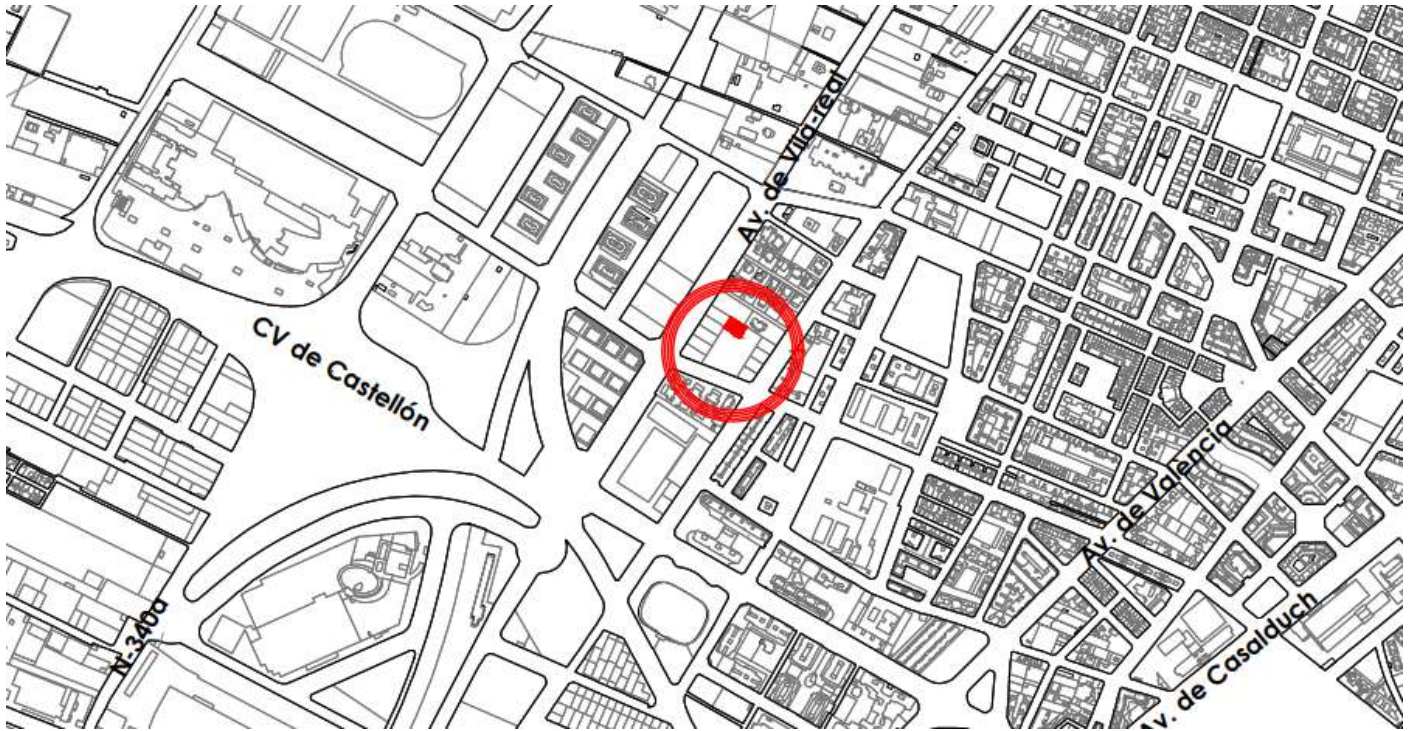 Av. de Vila-real
CV de Castellón
Av. de Valencia
N-340a
Av. de Casalduch